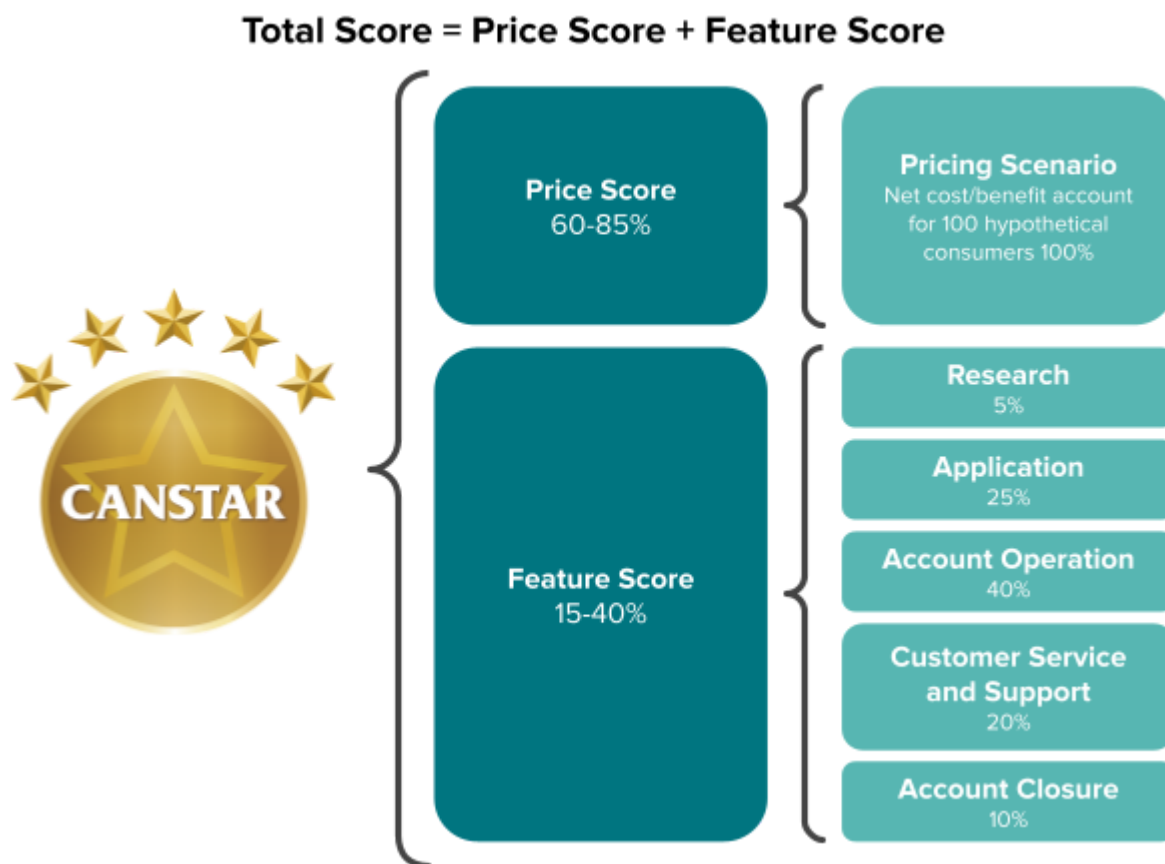 Total Score = Price Score + Feature Score
CANSTAR
Price Score
60-85%
Pricing Scenario
Net cost/benefit account
for 100 hypothetical
consumers 100%
Feature Score
15-40%
Research
5%
Application
25%
Account Operation
40%
Customer Service
and Support
20%
Account Closure
10%